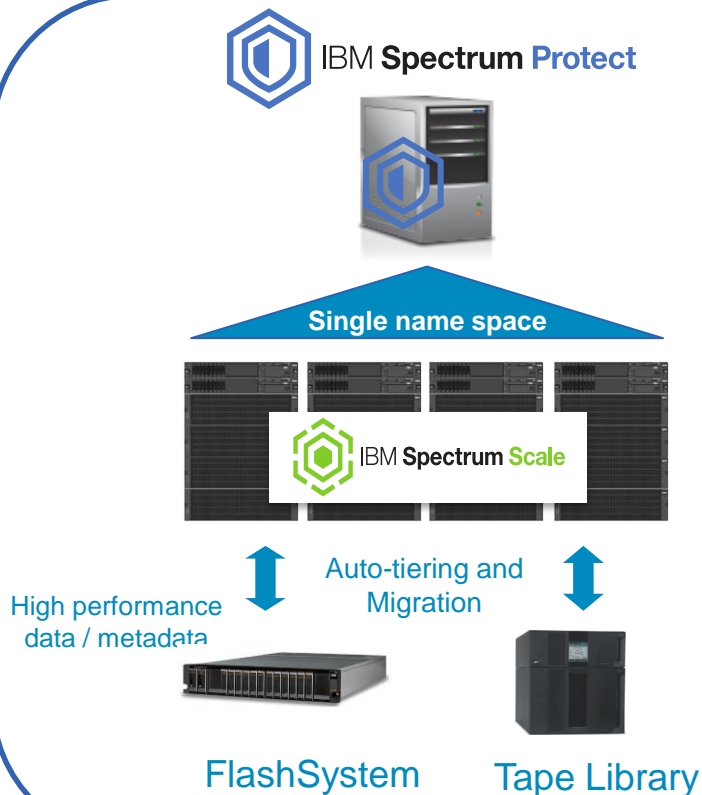 IBM Spectrum Protect
Single name space
IBM Spectrum Scale
Auto-tiering and
Migration
High performance
data / metadata
FlashSystem
Tape Library